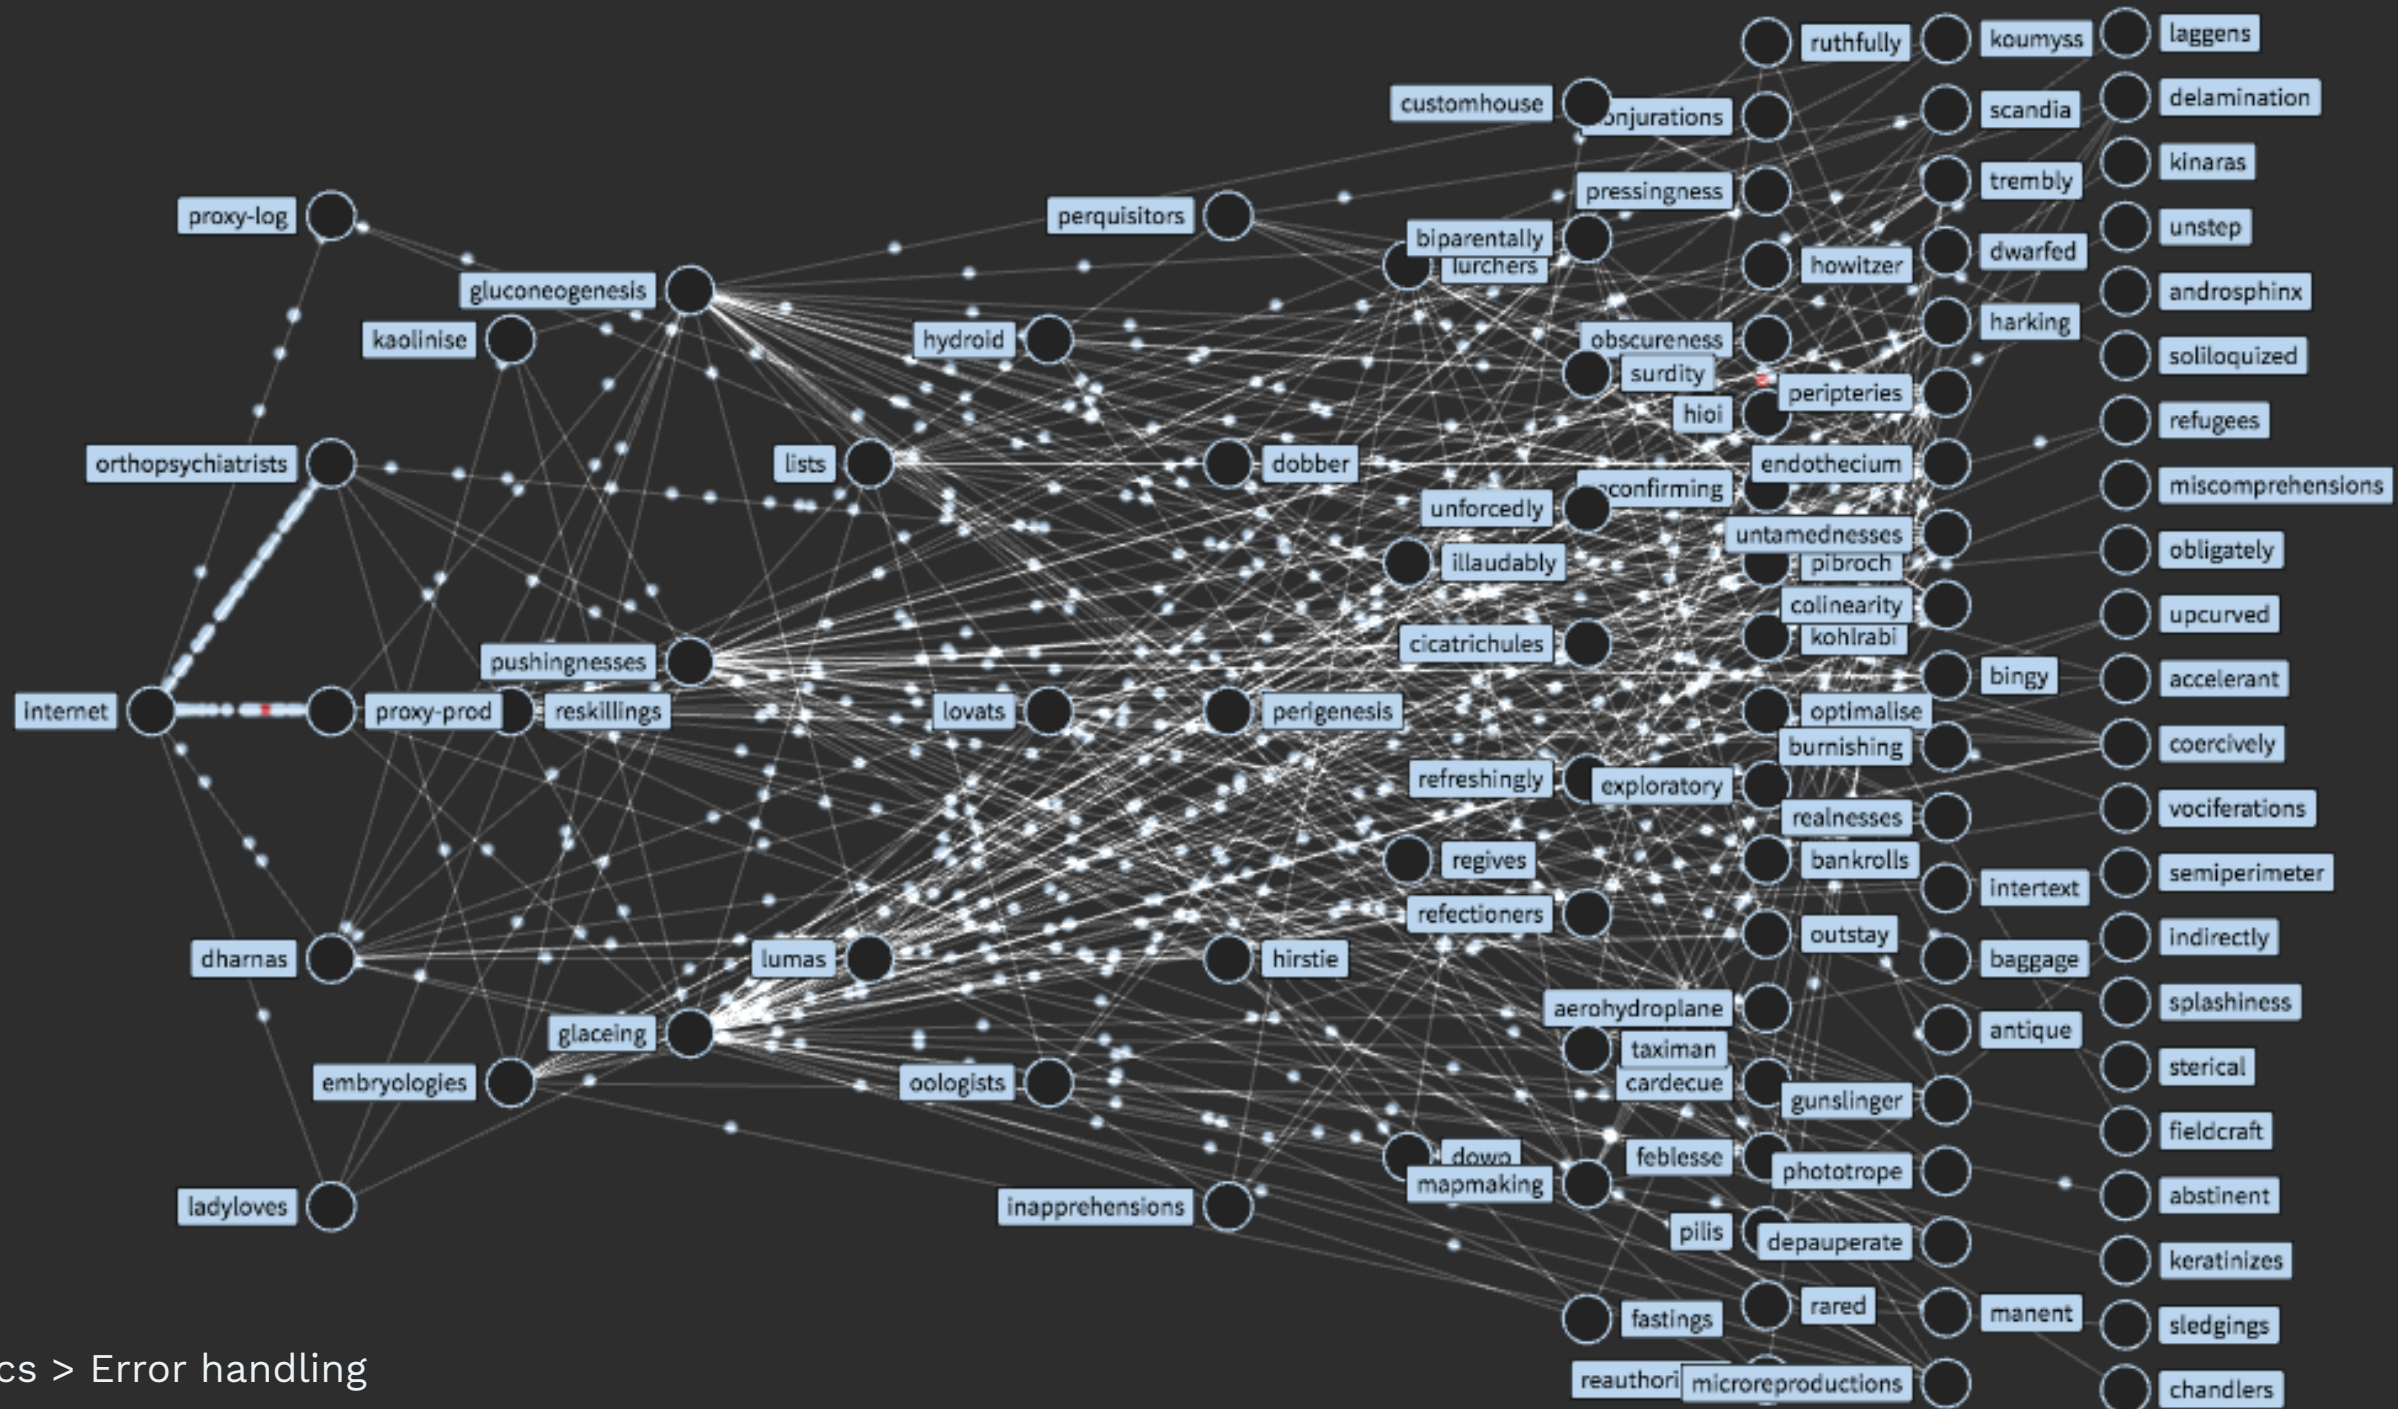 ruthfully
koumyss
laggens
customhouse
onjurations
scandia
delamination
proxy-log
perquisitors
pressingness
trembly
kinaras
biparentally
lurchers
howitzer
dwarfed
unstep
gluconeogenesis
kaolinise
hydroid
obscureness
harking
androsphinx
surdity
hioi
peripteries
soliloquized
orthopsychiatrists
lists
dobber
endothecium
refugees
unforcedly
confirming
untamednesses
miscomprehensions
illaudably
pibroch
obligately
pushingnesses
cicatrichules
colinearity
kohlrabi
upcurved
internet
proxy-prod
reskillings
lovats
perigenesis
optimalise
bingy
accelerant
refreshingly
exploratory
burnishing
coercively
regives
bankrolls
realnesses
vociferations
refectioners
outstay
intertext
semiperimeter
dharnas
lumas
hirstie
baggage
indirectly
glaceing
aerohydroplane
taximan
antique
splashiness
embryologies
oologists
cardecue
gunslinger
sterical
dowp
mapmaking
feblesse
phototrope
fieldcraft
ladyloves
inapprehensions
pilis
depauperate
abstinent
keratinizes
fastings
rared
manent
sledgings
reauthori
microreproductions
chandlers
cs > Error handling